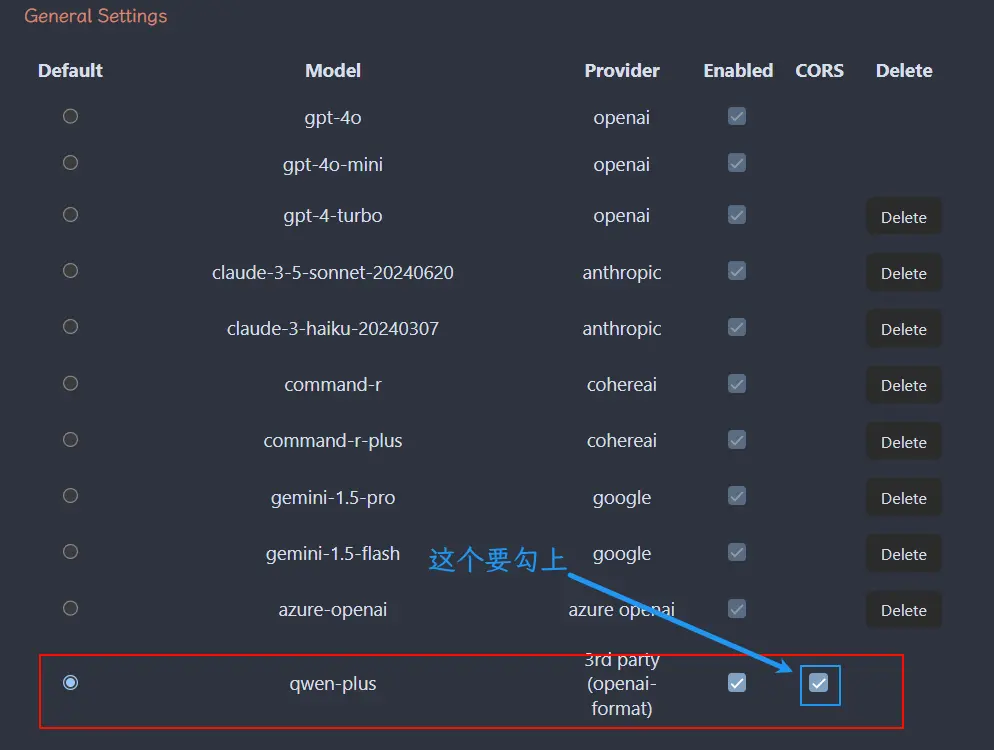 General Settings
Default Model Provider Enabled CORS Delete
gpt-4o openai
gpt-4o-mini openai
gpt-4-turbo openai Delete
claude-3-5-sonnet-20240620 anthropic Delete
claude-3-haiku-20240307 anthropic Delete
command-r cohereai Delete
command-r-plus cohereai Delete
gemini-1.5-pro google Delete
gemini-1.5-flash google Delete
这个要勾上
azure-openai azure openai Delete
qwen-plus 3rd party
(openai-
format)